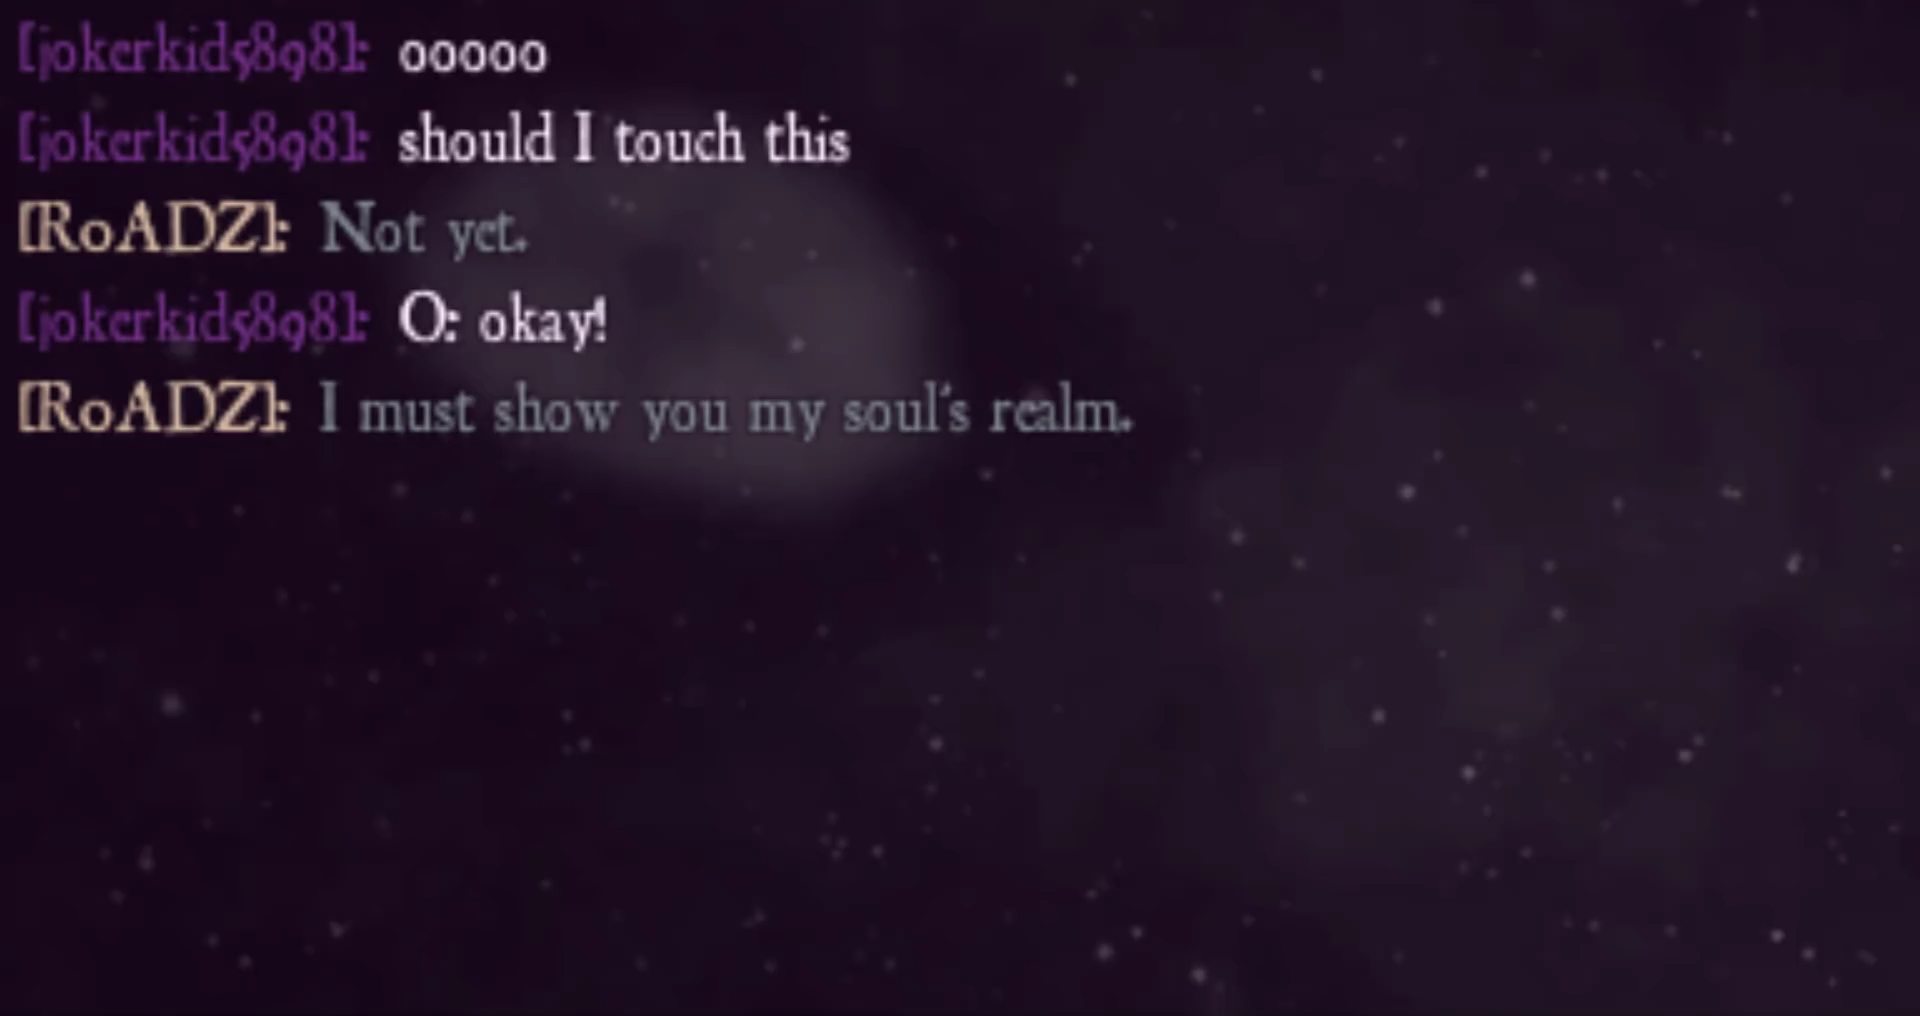 [jokerkid5898]: ooooo
[jokerkid5898]: should I touch this
[RoADZ]: Not yet.
[jokerkid5898]: O: okay!
[RoADZ]: I must show you my soul's realm.